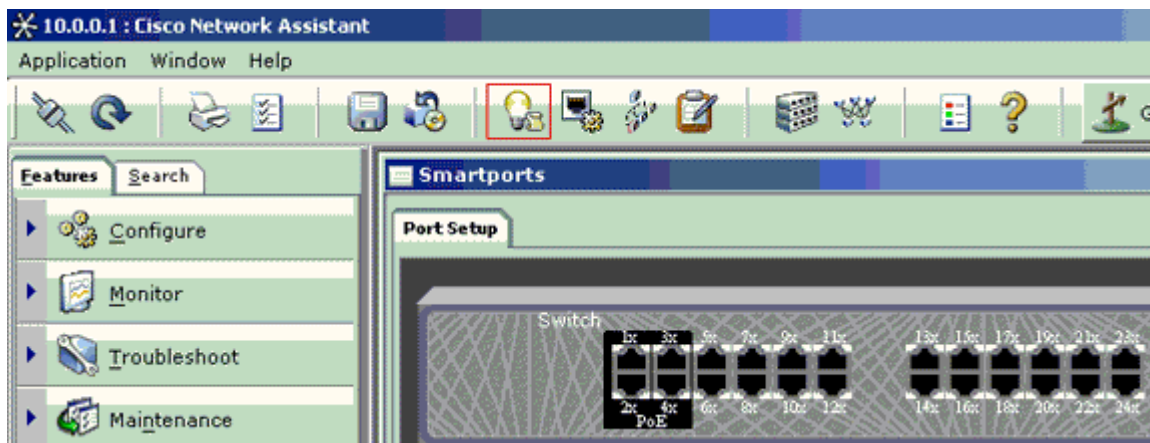 10.0.0.1 : Cisco Network Assistant
Application Window Help
Features Search
Smartports
Configure
Port Setup
Monitor
Switch
1x 3x 5x 7x 9x 11x 13x 15x 17x 19x 21x 23x
Troubleshoot
2x 4x 6x 8x 10x 12x 14x 16x 18x 20x 22x 24x
PoE
Maintenance